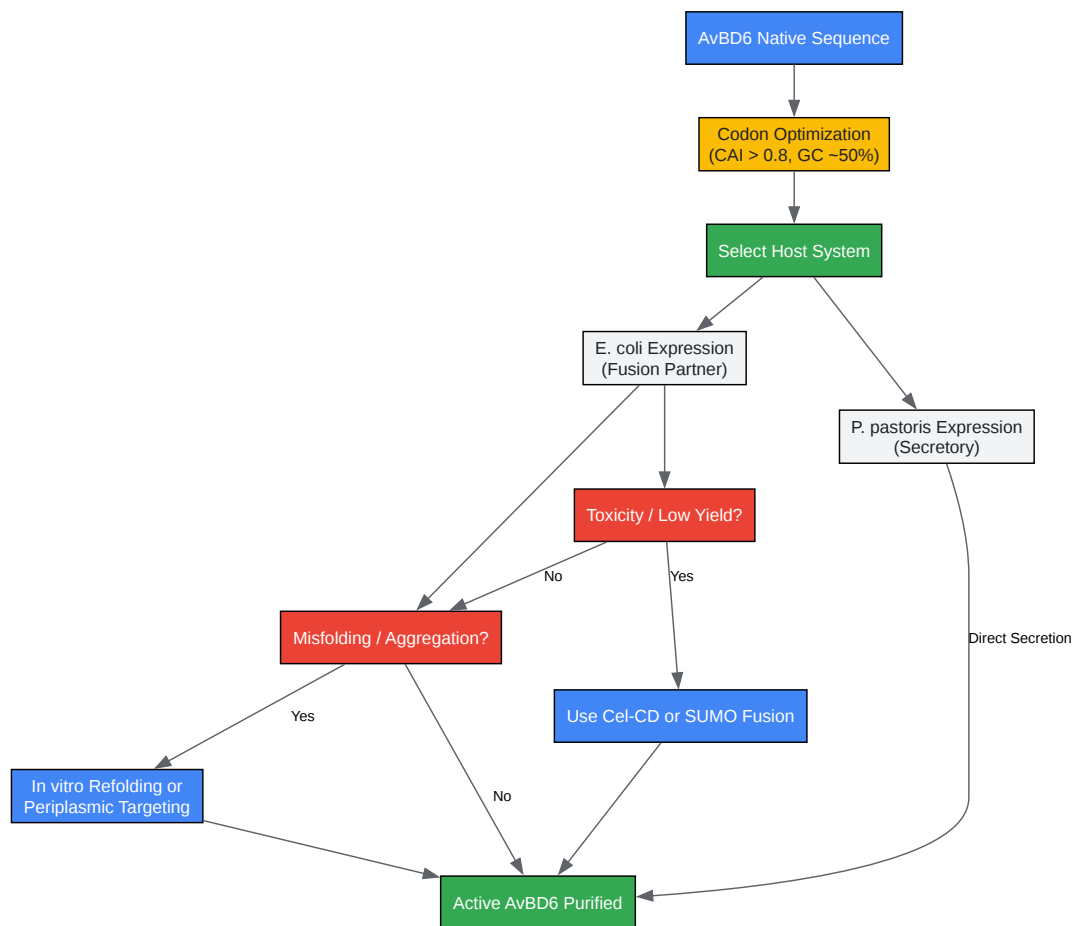 AvBD6 Native Sequence
Codon Optimization
(CAI > 0.8, GC ~50%)
Select Host System
E. coli Expression
(Fusion Partner)
P. pastoris Expression
(Secretory)
Toxicity / Low Yield?
No
Yes
Misfolding / Aggregation?
Direct Secretion
Yes
Use Cel-CD or SUMO Fusion
In vitro Refolding or
Periplasmic Targeting
No
Active AvBD6 Purified